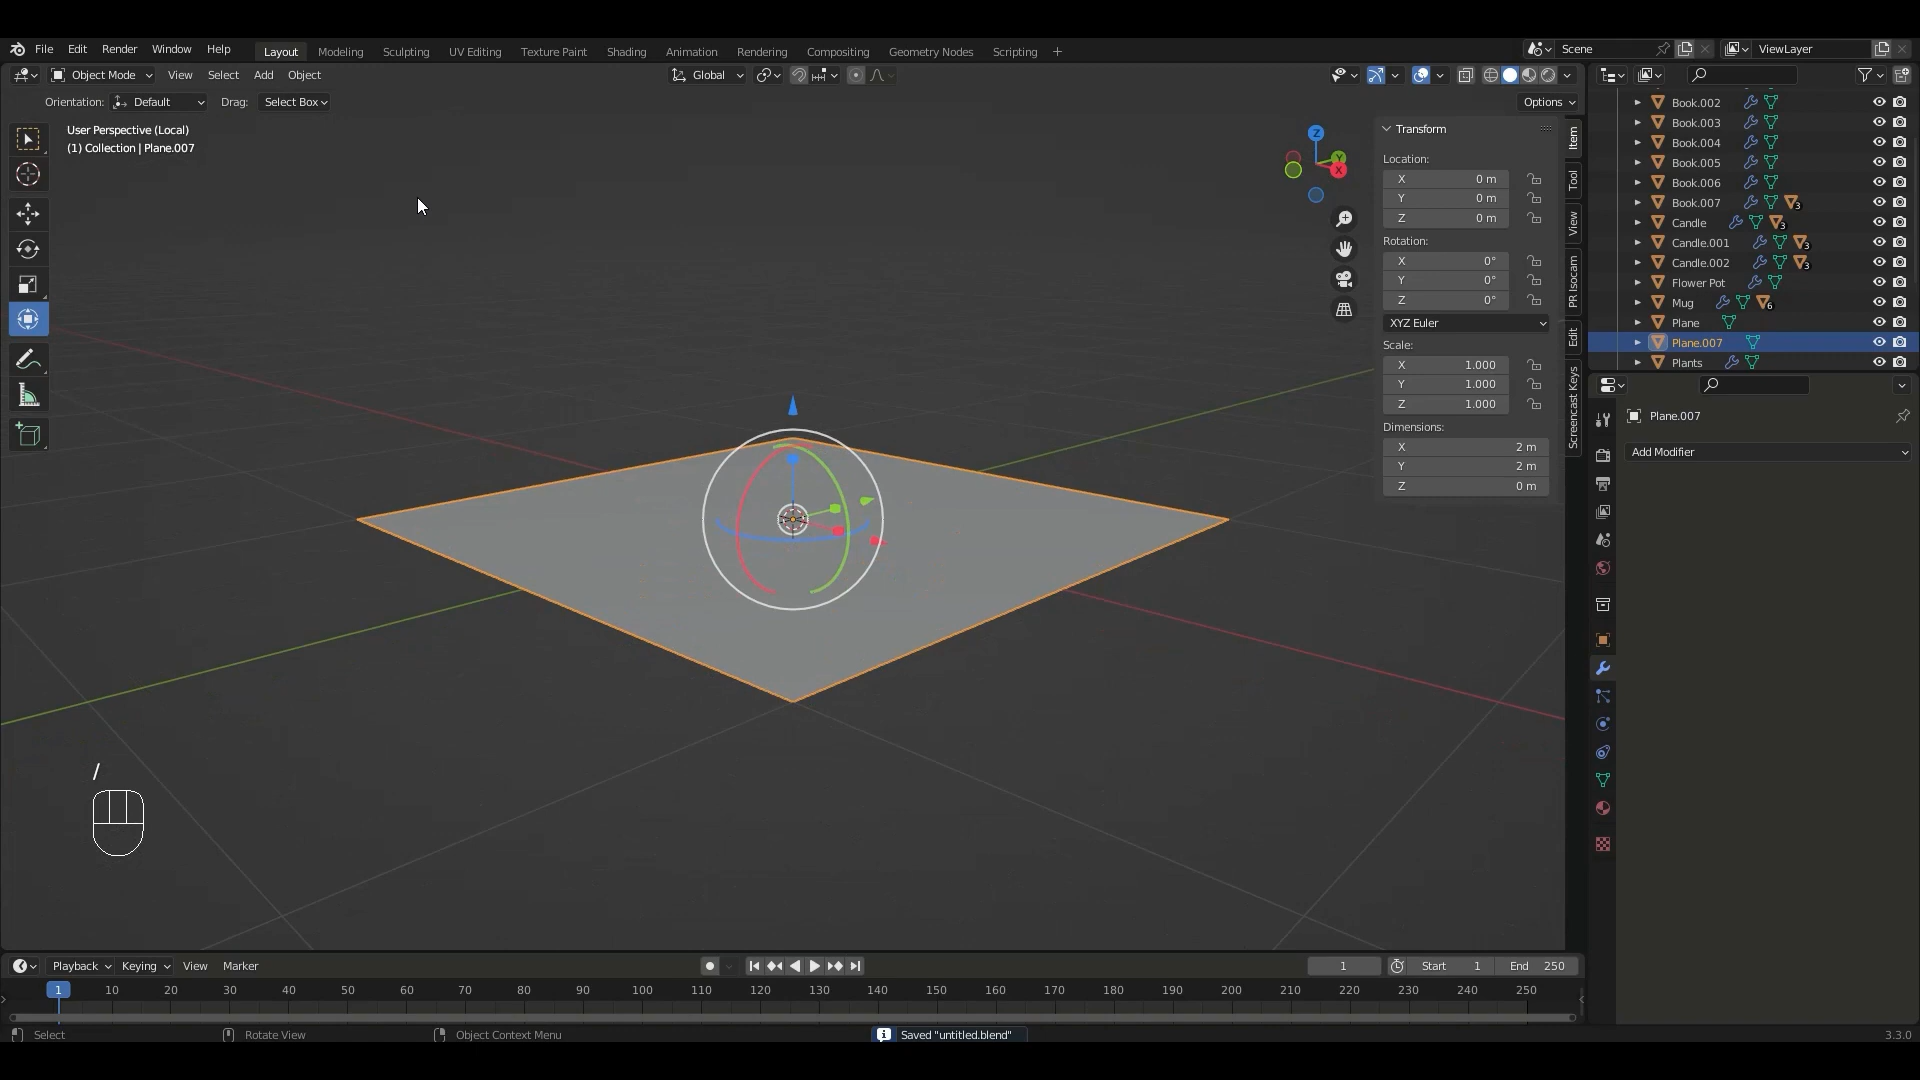 File Edit Render Window Help Layout Modeling Sculpting UV Editing Texture Paint Shading Animation Rendering Compositing Geometry Nodes Scripting + Scene ViewLayer
Object Mode View Select Add Object Global
Orientation: Default Drag: Select Box Options
User Perspective (Local)
(1) Collection | Plane.007
Transform
Location:
X 0 m
Y 0 m
Z 0 m
Rotation:
X 0°
Y 0°
Z 0°
XYZ Euler
Scale:
X 1.000
Y 1.000
Z 1.000
Dimensions:
X 2 m
Y 2 m
Z 0 m
Item
Tool
View
PR Isocam
Edit
Screencast Keys
Z
Y
X
Book.002
Book.003
Book.004
Book.005
Book.006
Book.007 3
Candle 3
Candle.001 3
Candle.002 3
Flower Pot
Mug 6
Plane
Plane.007
Plants
Plane.007
Add Modifier
/
Playback Keying View Marker 1 Start 1 End 250
1 10 20 30 40 50 60 70 80 90 100 110 120 130 140 150 160 170 180 190 200 210 220 230 240 250
Select Rotate View Object Context Menu Saved "untitled.blend" 3.3.0